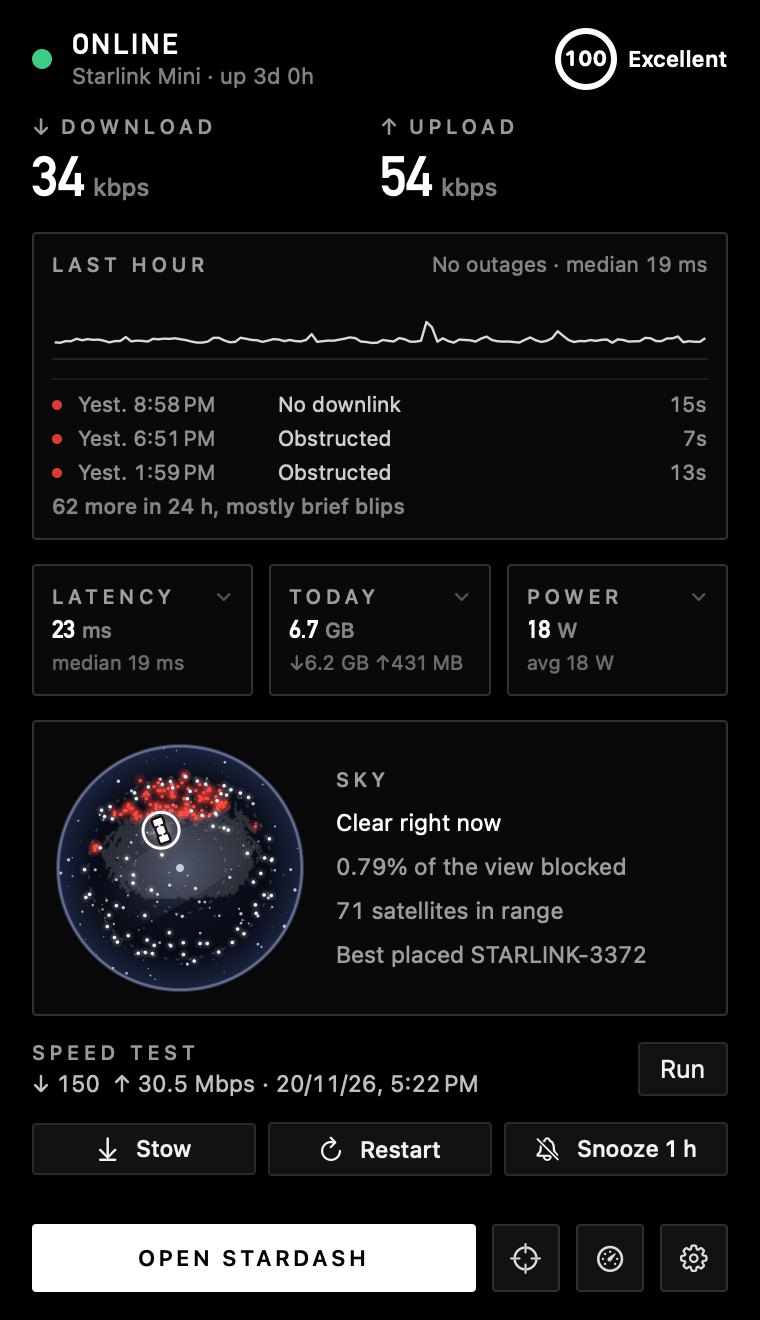 ONLINE
Starlink Mini · up 3d 0h
100 Excellent
↓ DOWNLOAD
34 kbps
↑ UPLOAD
54 kbps
LAST HOUR
No outages · median 19 ms
Yest. 8:58 PM No downlink 15s
Yest. 6:51 PM Obstructed 7s
Yest. 1:59 PM Obstructed 13s
62 more in 24 h, mostly brief blips
LATENCY
23 ms
median 19 ms
TODAY
6.7 GB
↓6.2 GB ↑431 MB
POWER
18 W
avg 18 W
SKY
Clear right now
0.79% of the view blocked
71 satellites in range
Best placed STARLINK-3372
SPEED TEST
↓ 150 ↑ 30.5 Mbps · 20/11/26, 5:22 PM
Run
Stow
Restart
Snooze 1 h
OPEN STARDASH